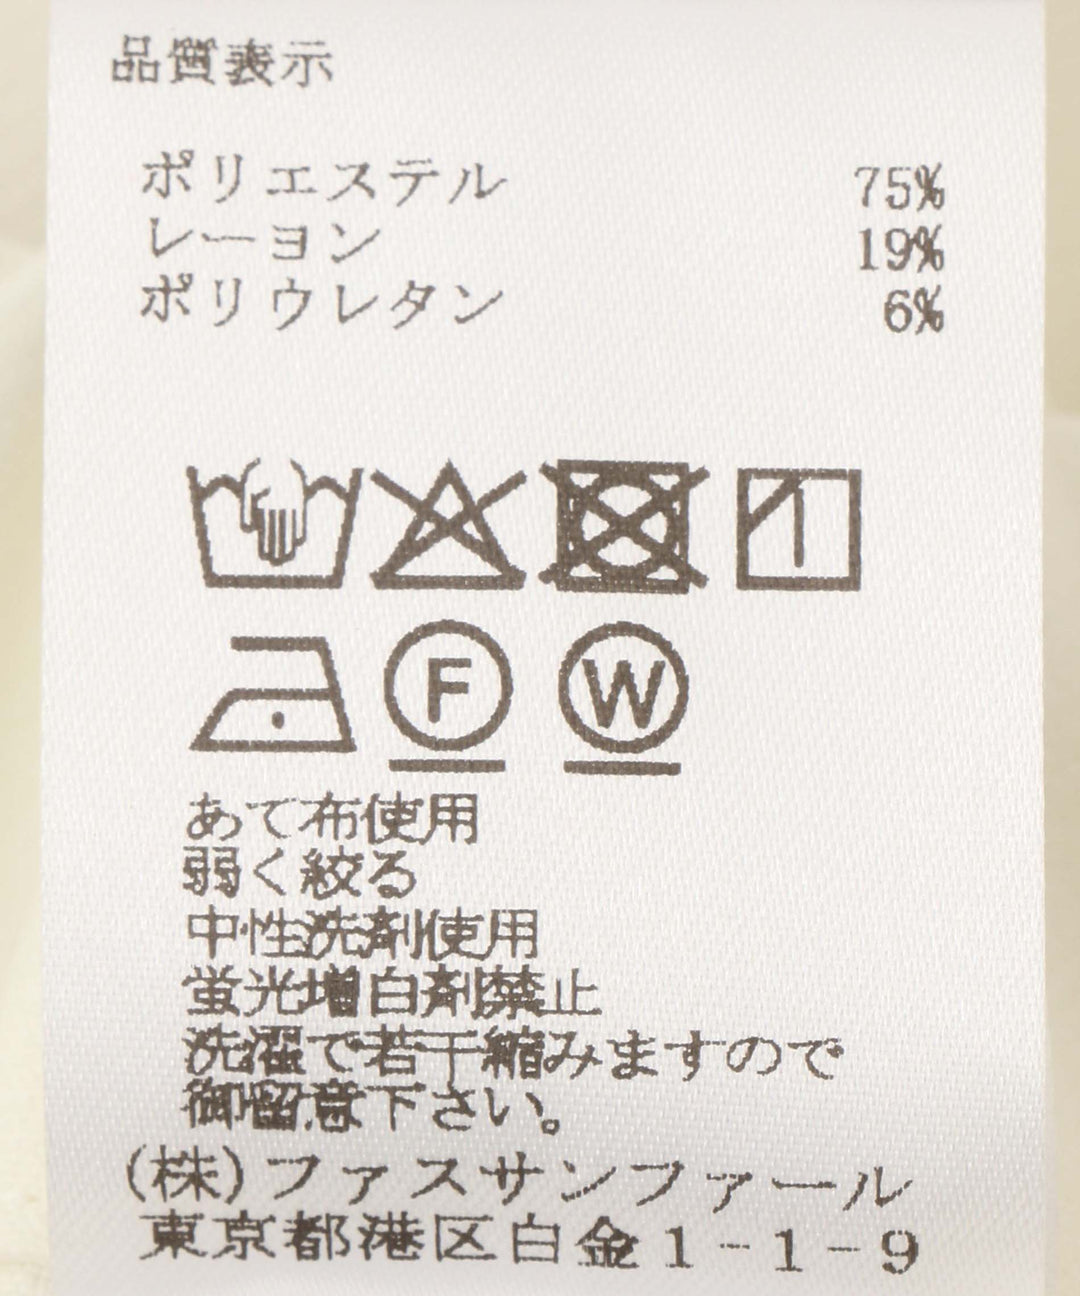 品質表示
ポリエステル 75%
レーヨン 19%
ポリウレタン 6%
F W
あて布使用
弱く絞る
中性洗剤使用
蛍光増白剤禁止
洗濯で若干縮みますので
御留意下さい。
(株)ファスサンファール
東京都港区白金1-1-9